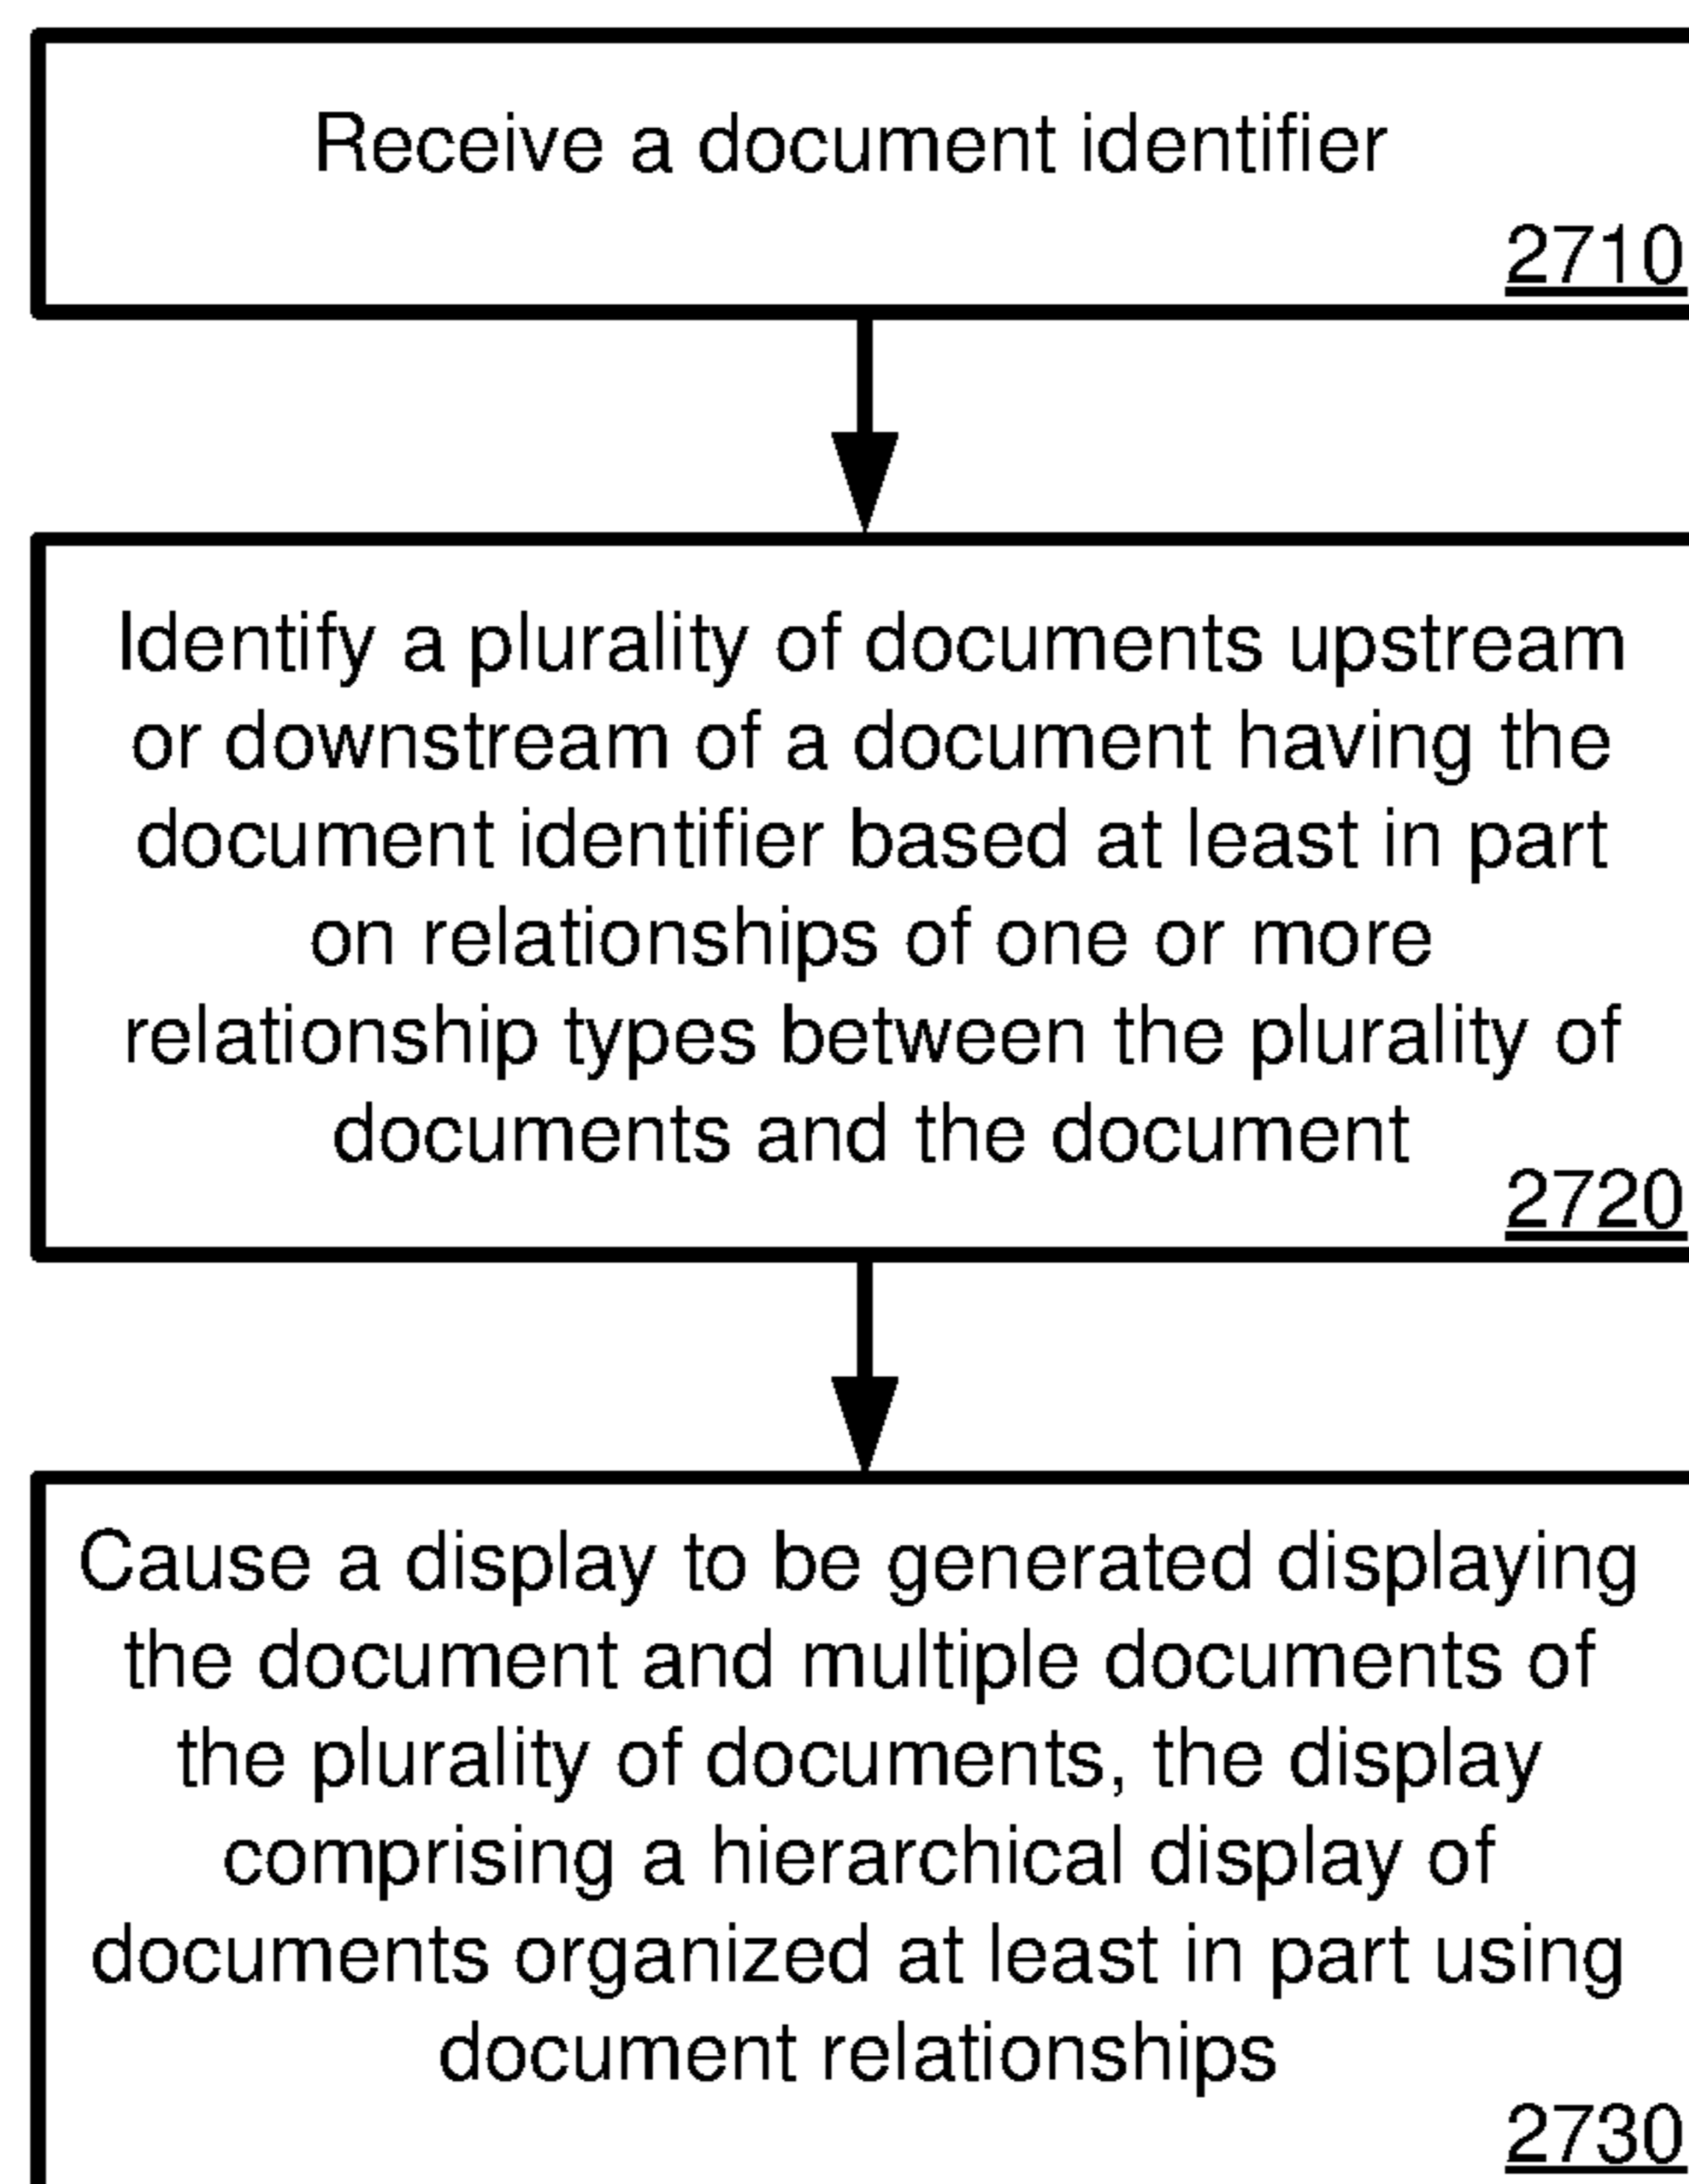 Receive a document identifier
2710
Identify a plurality of documents upstream
or downstream of a document having the
document identifier based at least in part
on relationships of one or more
relationship types between the plurality of
documents and the document
2720
Cause a display to be generated displaying
the document and multiple documents of
the plurality of documents, the display
comprising a hierarchical display of
documents organized at least in part using
document relationships
2730